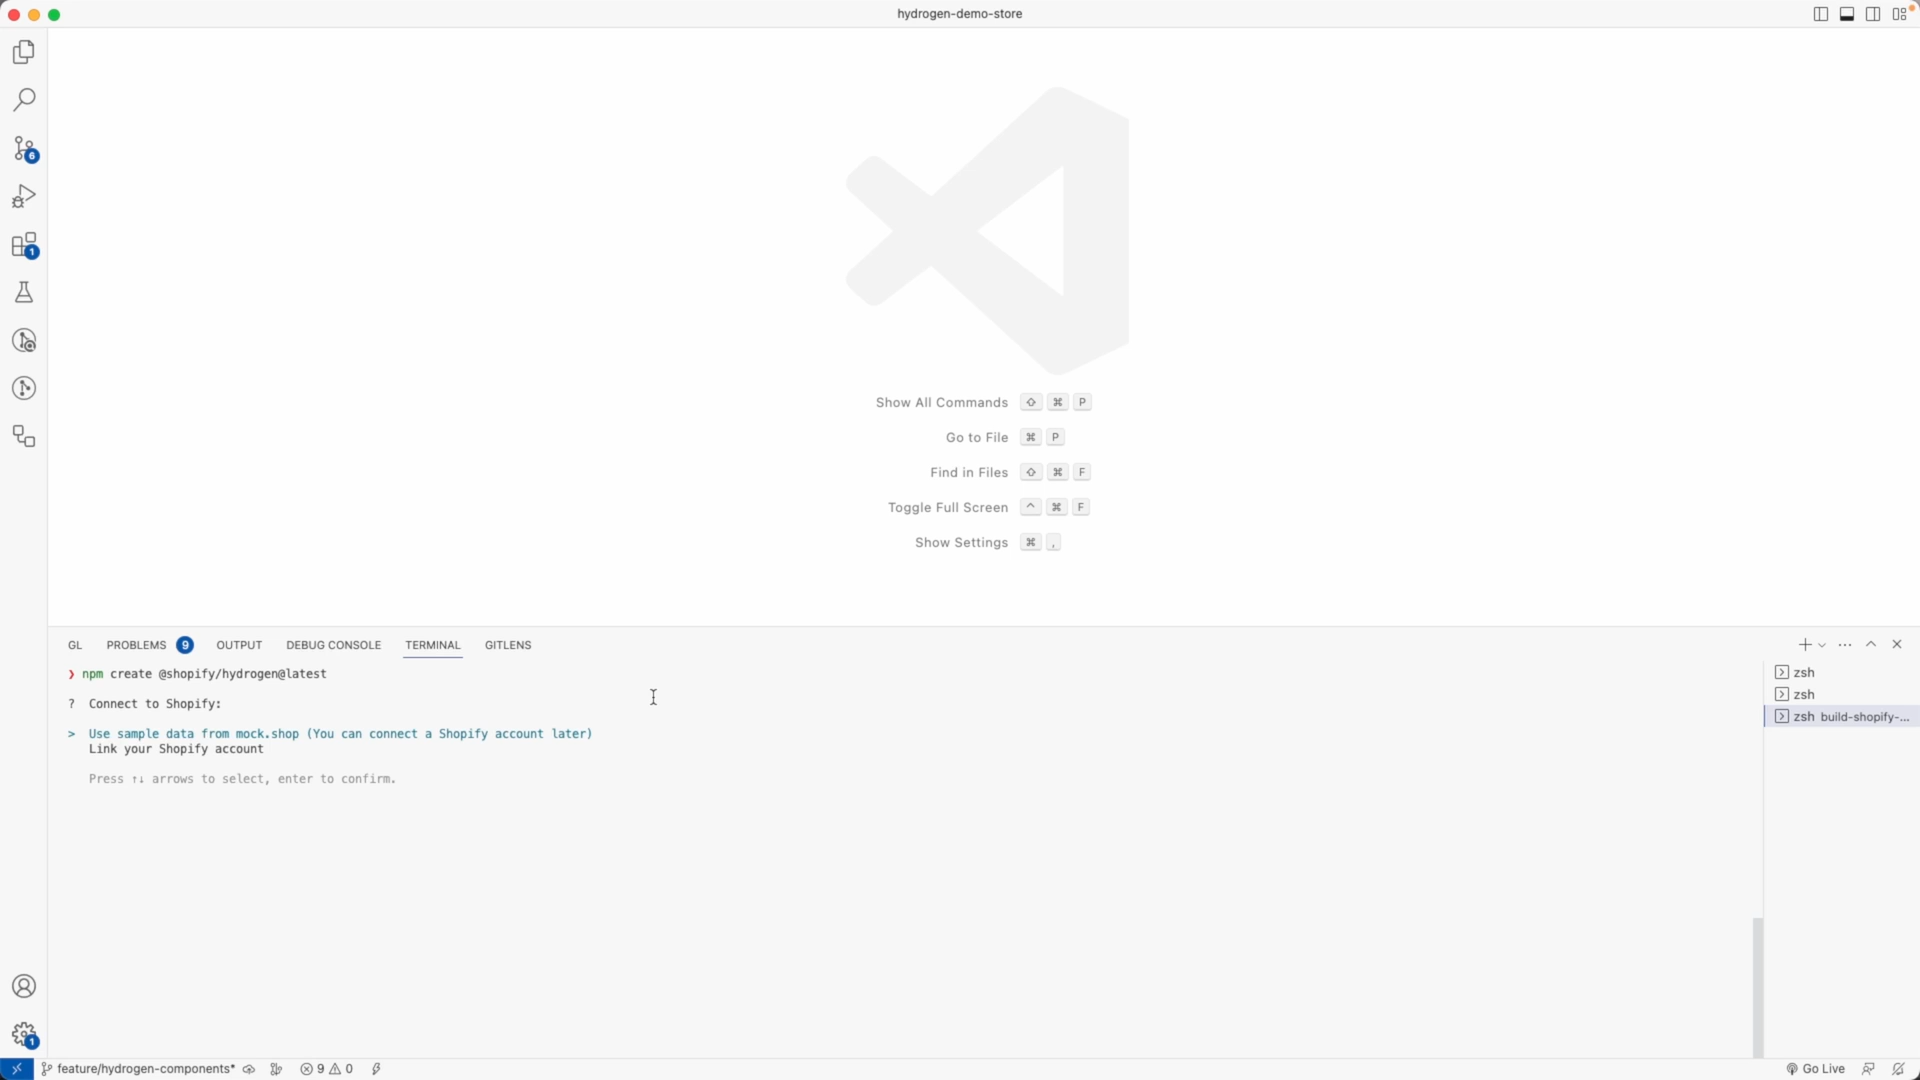 hydrogen-demo-store
6
1
Show All Commands ⇧ ⌘ P
Go to File ⌘ P
Find in Files ⇧ ⌘ F
Toggle Full Screen ^ ⌘ F
Show Settings ⌘ ,
GL PROBLEMS 9 OUTPUT DEBUG CONSOLE TERMINAL GITLENS
❯ npm create @shopify/hydrogen@latest
? Connect to Shopify:
> Use sample data from mock.shop (You can connect a Shopify account later)
Link your Shopify account
Press ↑↓ arrows to select, enter to confirm.
zsh
zsh
zsh build-shopify-...
1
feature/hydrogen-components* 9 0 Go Live